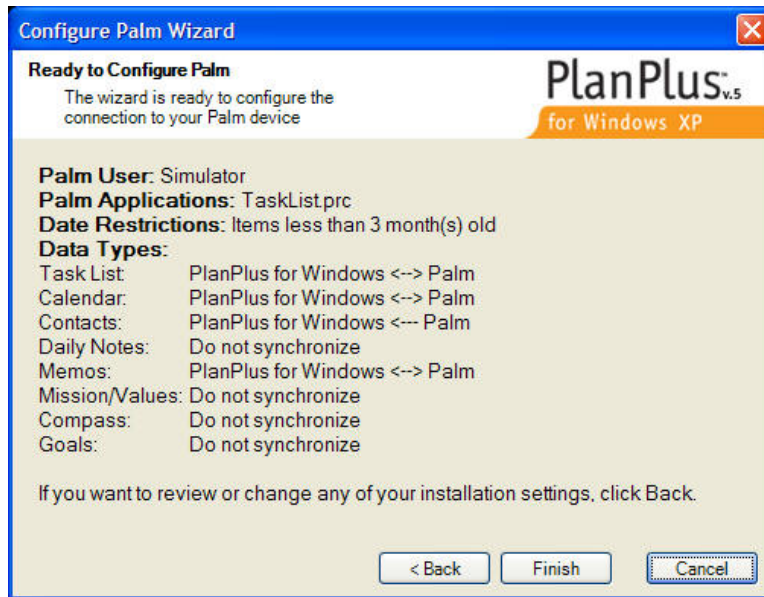 Configure Palm Wizard
Ready to Configure Palm
The wizard is ready to configure the
connection to your Palm device
PlanPlus™ v.5
for Windows XP
Palm User: Simulator
Palm Applications: TaskList.prc
Date Restrictions: Items less than 3 month(s) old
Data Types:
Task List: PlanPlus for Windows <--> Palm
Calendar: PlanPlus for Windows <--> Palm
Contacts: PlanPlus for Windows <--- Palm
Daily Notes: Do not synchronize
Memos: PlanPlus for Windows <--> Palm
Mission/Values: Do not synchronize
Compass: Do not synchronize
Goals: Do not synchronize
If you want to review or change any of your installation settings, click Back.
< Back Finish Cancel